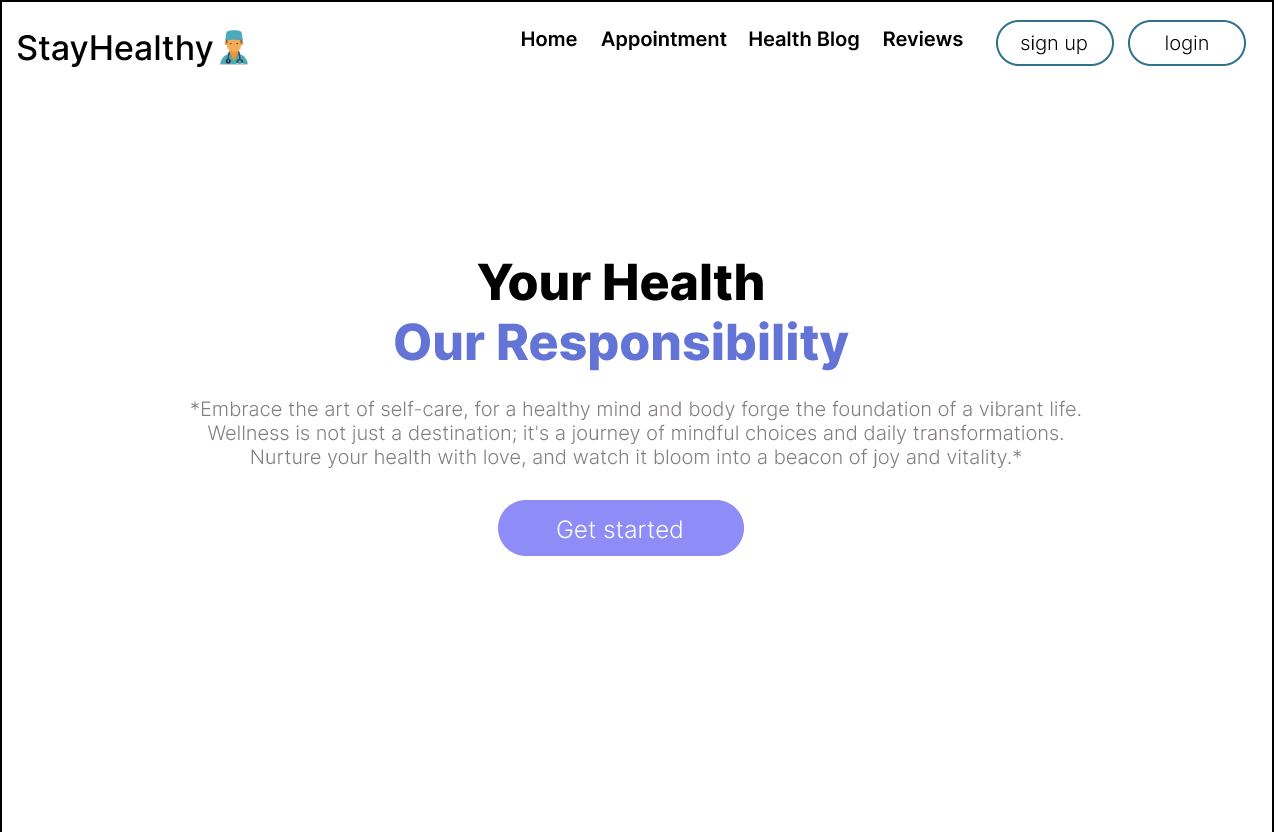 StayHealthy
Home
Appointment
Health Blog
Reviews
sign up
login
Your Health
Our Responsibility
*Embrace the art of self-care, for a healthy mind and body forge the foundation of a vibrant life.
Wellness is not just a destination; it's a journey of mindful choices and daily transformations.
Nurture your health with love, and watch it bloom into a beacon of joy and vitality.*
Get started